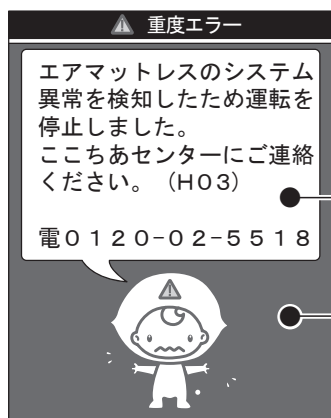 重度エラー
エアマットレスのシステム
異常を検知したため運転を
停止しました。
ここちあセンターにご連絡
ください。（H03）
電０１２０-０２-５５１８